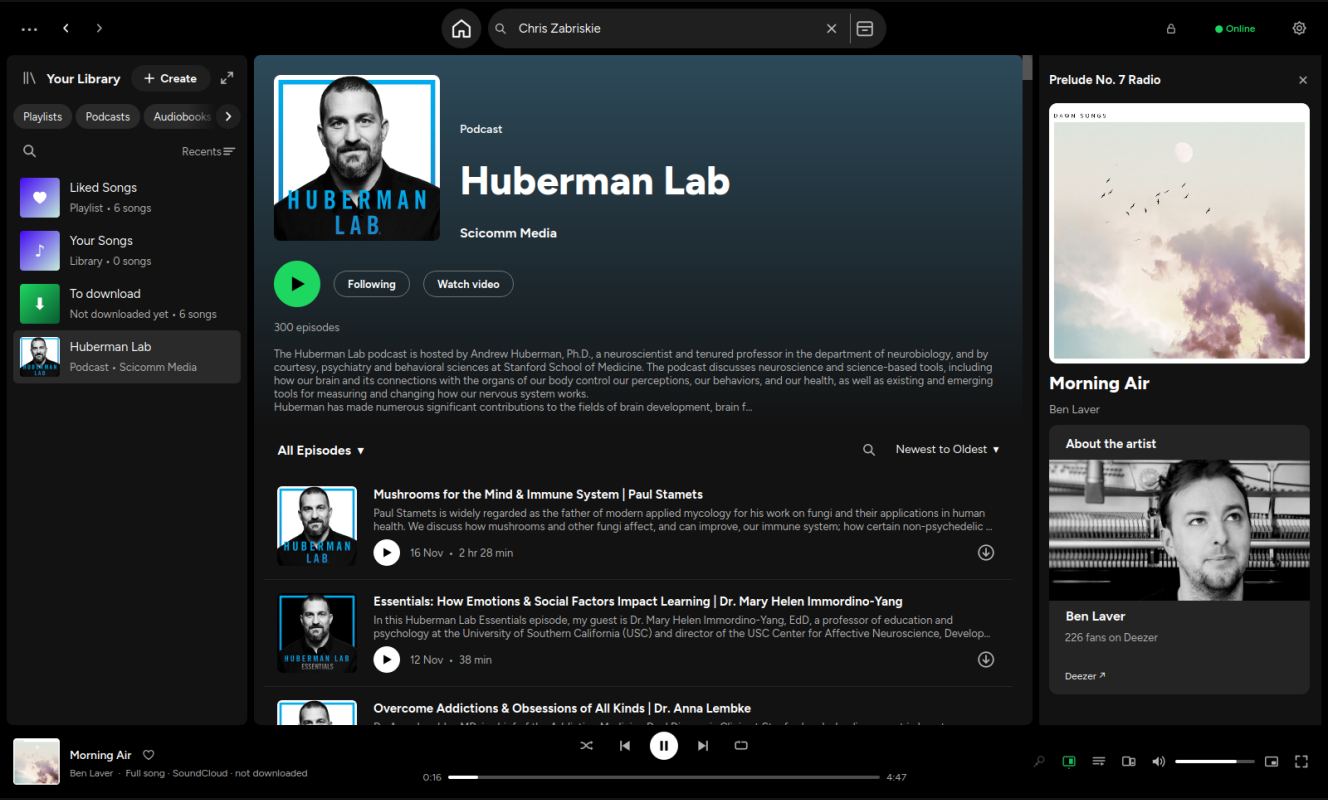 Chris Zabriskie
Online
Your Library
+ Create
Playlists
Podcasts
Audiobooks
Recents
Liked Songs
Playlist • 6 songs
Your Songs
Library • 0 songs
To download
Not downloaded yet • 6 songs
Huberman Lab
Podcast • Scicomm Media
HUBERMAN
LAB
Podcast
Huberman Lab
Scicomm Media
Following
Watch video
300 episodes
The Huberman Lab podcast is hosted by Andrew Huberman, Ph.D., a neuroscientist and tenured professor in the department of neurobiology, and by
courtesy, psychiatry and behavioral sciences at Stanford School of Medicine. The podcast discusses neuroscience and science-based tools, including
how our brain and its connections with the organs of our body control our perceptions, our behaviors, and our health, as well as existing and emerging
tools for measuring and changing how our nervous system works.
Huberman has made numerous significant contributions to the fields of brain development, brain f...
All Episodes ▾
Newest to Oldest ▾
HUBERMAN
LAB
Mushrooms for the Mind & Immune System | Paul Stamets
Paul Stamets is widely regarded as the father of modern applied mycology for his work on fungi and their applications in human
health. We discuss how mushrooms and other fungi affect, and can improve, our immune system; how certain non-psychedelic ...
16 Nov • 2 hr 28 min
HUBERMAN LAB
ESSENTIALS
Essentials: How Emotions & Social Factors Impact Learning | Dr. Mary Helen Immordino-Yang
In this Huberman Lab Essentials episode, my guest is Dr. Mary Helen Immordino-Yang, EdD, a professor of education and
psychology at the University of Southern California (USC) and director of the USC Center for Affective Neuroscience, Develop...
12 Nov • 38 min
Overcome Addictions & Obsessions of All Kinds | Dr. Anna Lembke
Prelude No. 7 Radio
DAWN SONGS
Morning Air
Ben Laver
About the artist
Ben Laver
226 fans on Deezer
Deezer ↗
Morning Air
Ben Laver · Full song · SoundCloud · not downloaded
0:16
4:47